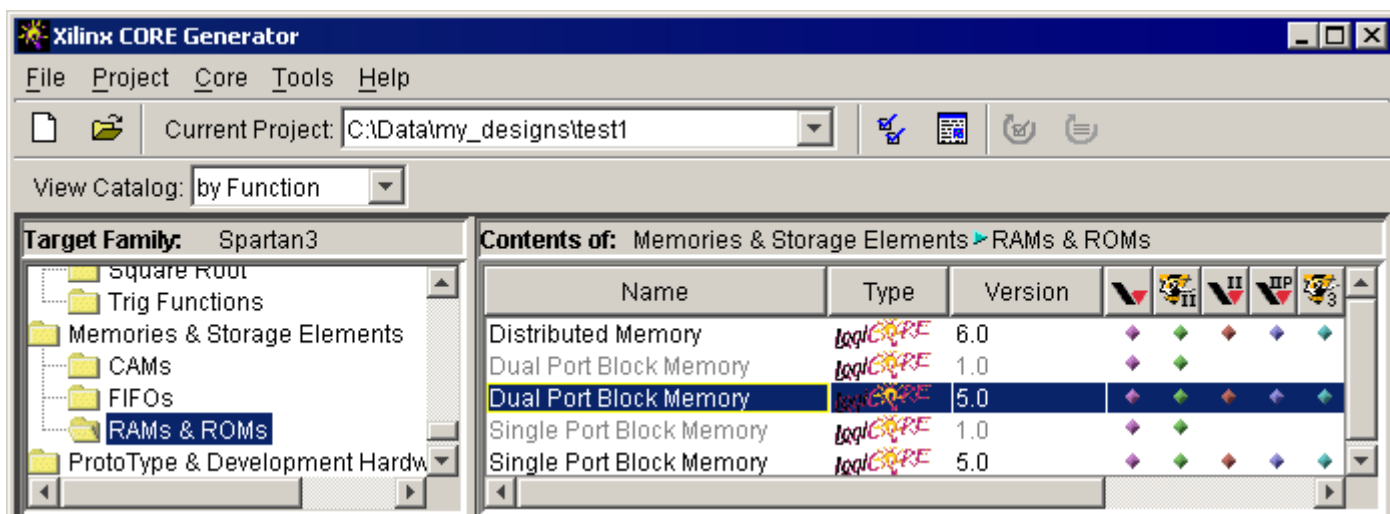 Xilinx CORE Generator
File Project Core Tools Help
Current Project: C:\Data\my_designs\test1
View Catalog: by Function
Target Family: Spartan3
Contents of: Memories & Storage Elements RAMs & ROMs
Square Root
Trig Functions
Memories & Storage Elements
CAMs
FIFOs
RAMs & ROMs
ProtoType & Development Hardw
Name Type Version II II IIP 3
Distributed Memory logiCORE 6.0
Dual Port Block Memory logiCORE 1.0
Dual Port Block Memory logiCORE 5.0
Single Port Block Memory logiCORE 1.0
Single Port Block Memory logiCORE 5.0